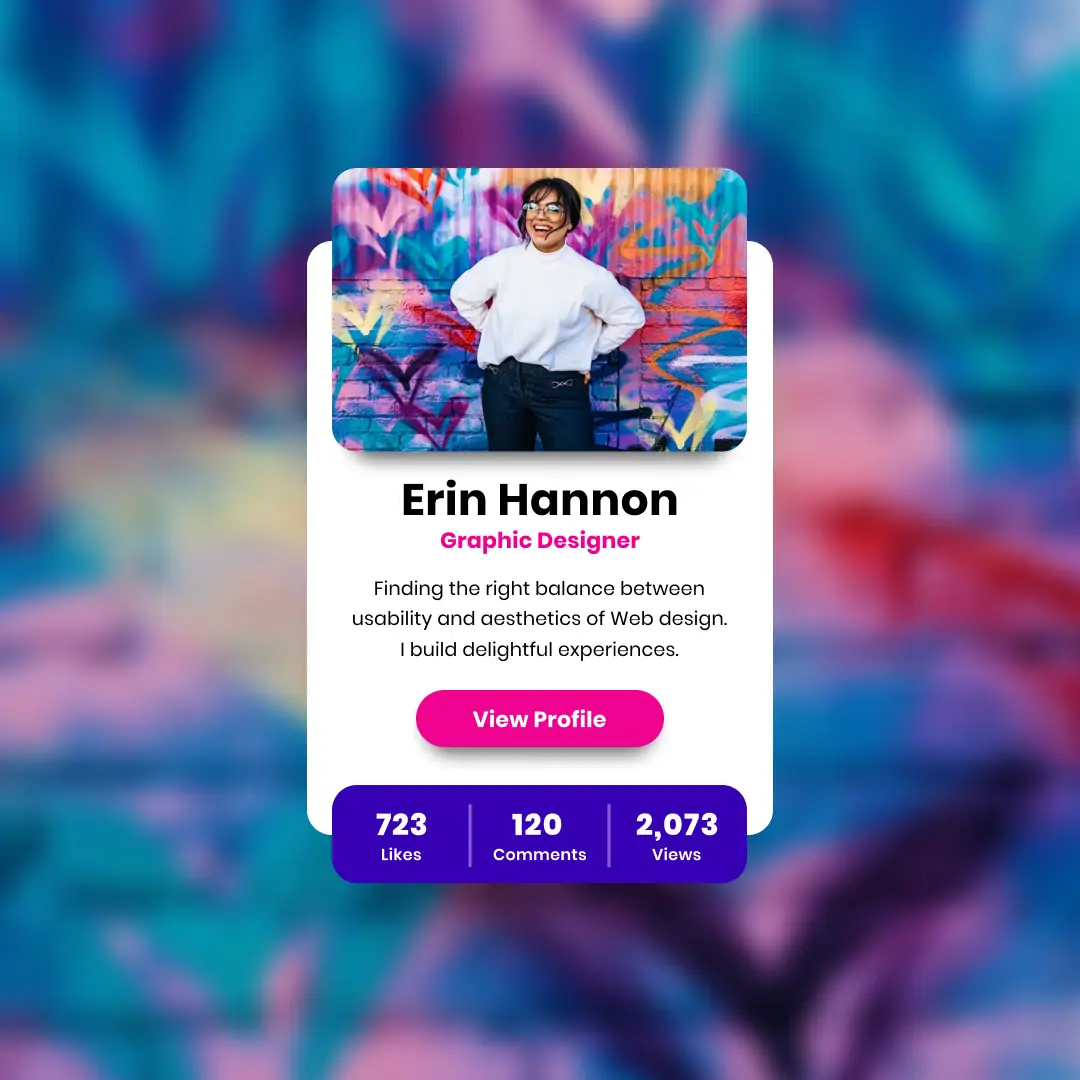 Erin Hannon
Graphic Designer
Finding the right balance between
usability and aesthetics of Web design.
I build delightful experiences.
View Profile
723
Likes
120
Comments
2,073
Views